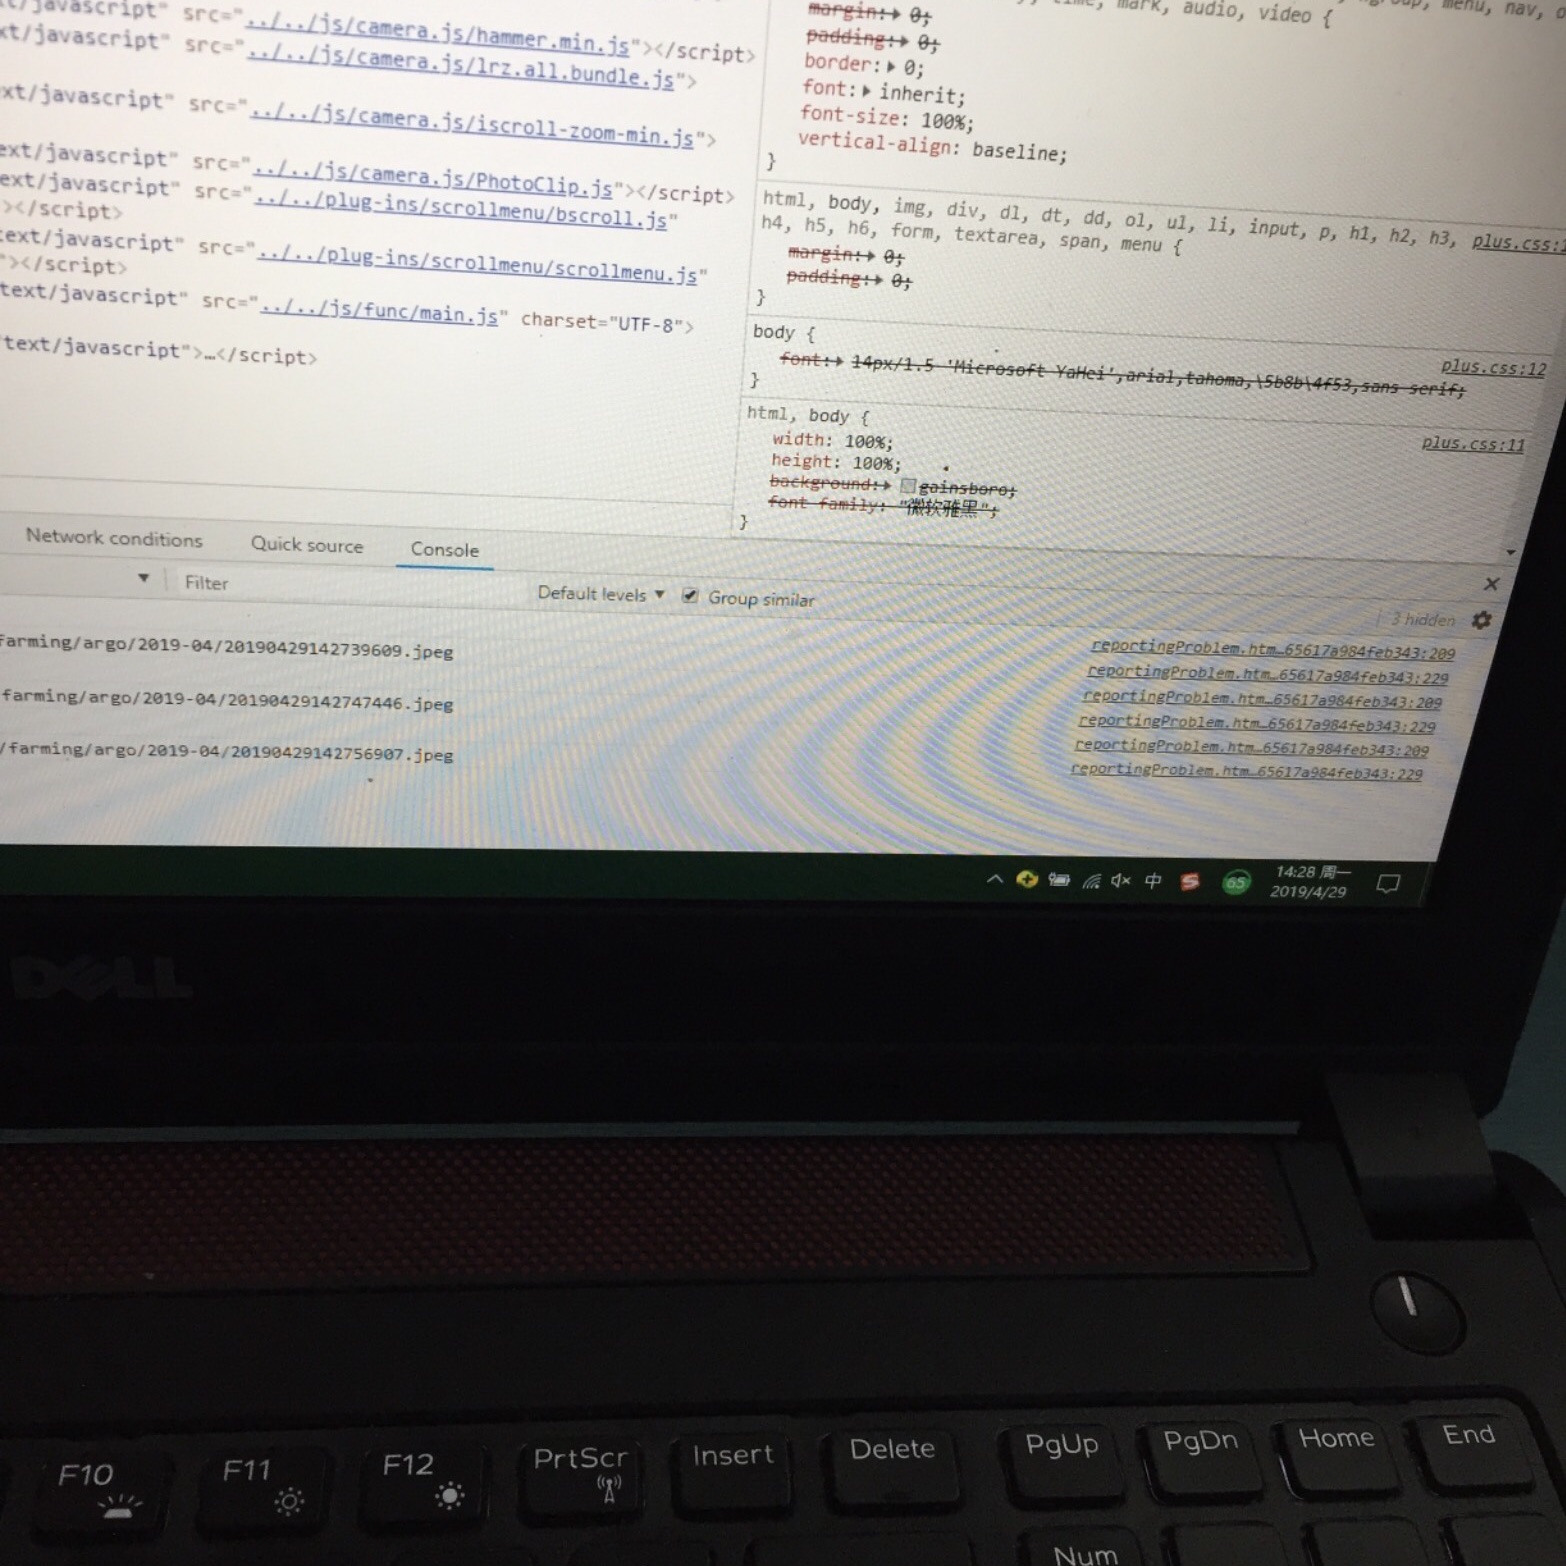 t/javascript" src="../../js/camera.js/hammer.min.js"></script>
xt/javascript" src="../../js/camera.js/lrz.all.bundle.js">
ext/javascript" src="../../js/camera.js/iscroll-zoom-min.js">
ext/javascript" src="../../js/camera.js/PhotoClip.js"></script>
ext/javascript" src="../../plug-ins/scrollmenu/bscroll.js"
></script>
text/javascript" src="../../plug-ins/scrollmenu/scrollmenu.js"
"></script>
text/javascript" src="../../js/func/main.js" charset="UTF-8">
text/javascript">…</script>
mark, audio, video {
menu, nav,
margin: 0;
padding: 0;
border: 0;
font: inherit;
font-size: 100%;
vertical-align: baseline;
}
html, body, img, div, dl, dt, dd, ol, ul, li, input, p, h1, h2, h3, plus.css:1
h4, h5, h6, form, textarea, span, menu {
margin: 0;
padding: 0;
}
body { plus.css:12
font: 14px/1.5 'Microsoft YaHei',arial,tahoma,\5b8b\4f53,sans-serif;
}
html, body { plus.css:11
width: 100%;
height: 100%;
background: gainsboro;
font-family: "微软雅黑";
}
Network conditions Quick source Console
Filter Default levels Group similar
3 hidden
farming/argo/2019-04/20190429142739609.jpeg reportingProblem.htm…65617a984feb343:209
reportingProblem.htm…65617a984feb343:229
farming/argo/2019-04/20190429142747446.jpeg reportingProblem.htm…65617a984feb343:209
reportingProblem.htm…65617a984feb343:229
/farming/argo/2019-04/20190429142756907.jpeg reportingProblem.htm…65617a984feb343:209
reportingProblem.htm…65617a984feb343:229
中 S 65 14:28 周一
2019/4/29
DELL
F10 F11 F12 PrtScr Insert Delete PgUp PgDn Home End
Num